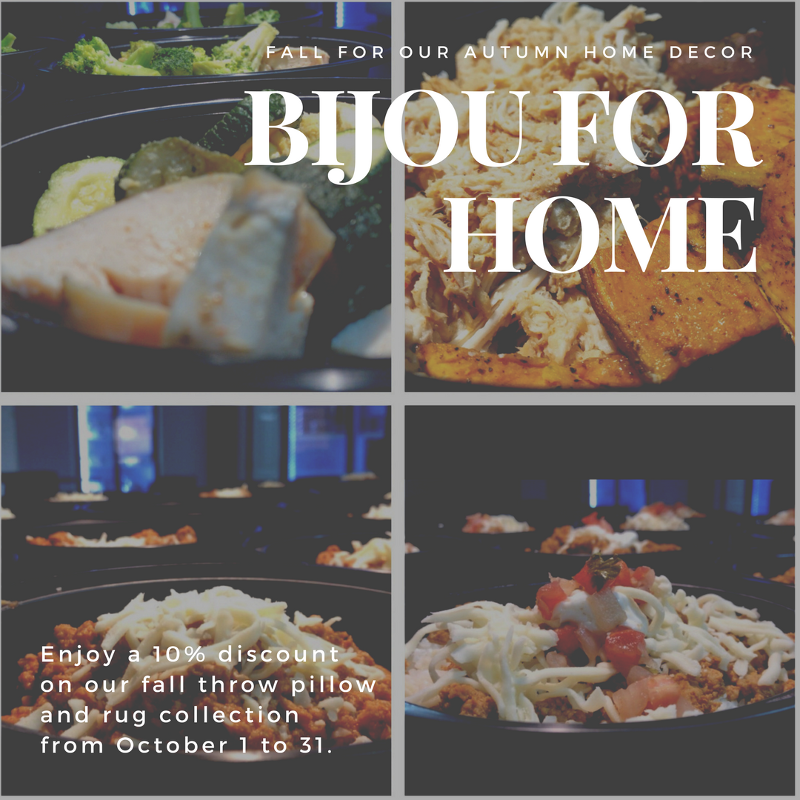 FALL FOR OUR AUTUMN HOME DECOR
BIJOU FOR
HOME
Enjoy a 10% discount
on our fall throw pillow
and rug collection
from October 1 to 31.